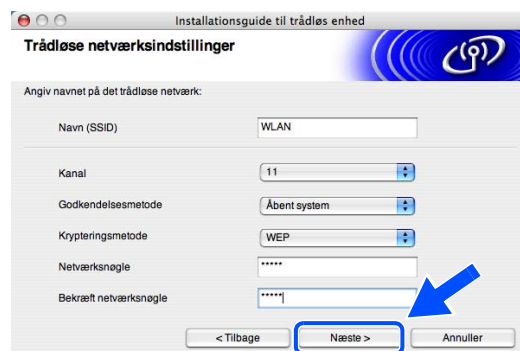 Installationsguide til trådløs enhed
Trådløse netværksindstillinger
Angiv navnet på det trådløse netværk:
Navn (SSID) WLAN
Kanal 11
Godkendelsesmetode Åbent system
Krypteringsmetode WEP
Netværksnøgle *****
Bekræft netværksnøgle *****
< Tilbage Næste > Annuller